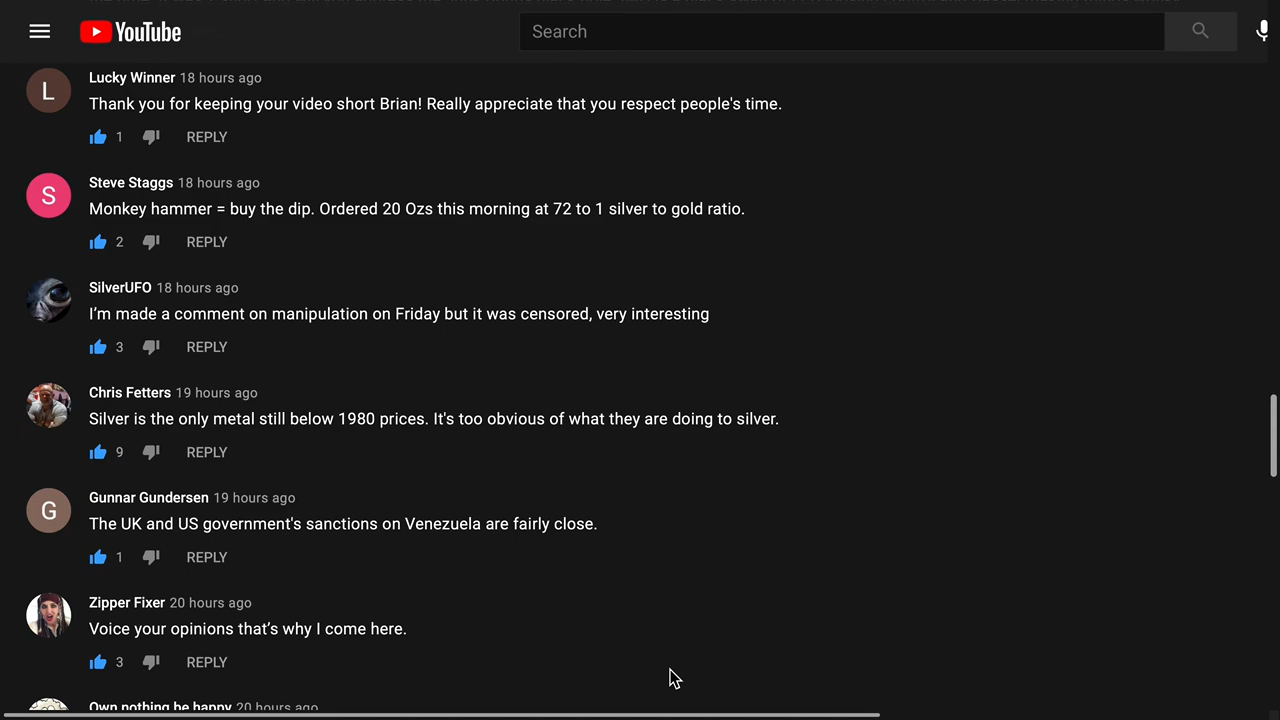 YouTube
Search
L
Lucky Winner 18 hours ago
Thank you for keeping your video short Brian! Really appreciate that you respect people's time.
1 REPLY
S
Steve Staggs 18 hours ago
Monkey hammer = buy the dip. Ordered 20 Ozs this morning at 72 to 1 silver to gold ratio.
2 REPLY
SilverUFO 18 hours ago
I’m made a comment on manipulation on Friday but it was censored, very interesting
3 REPLY
Chris Fetters 19 hours ago
Silver is the only metal still below 1980 prices. It's too obvious of what they are doing to silver.
9 REPLY
G
Gunnar Gundersen 19 hours ago
The UK and US government's sanctions on Venezuela are fairly close.
1 REPLY
Zipper Fixer 20 hours ago
Voice your opinions that’s why I come here.
3 REPLY
Own nothing be happy 20 hours ago